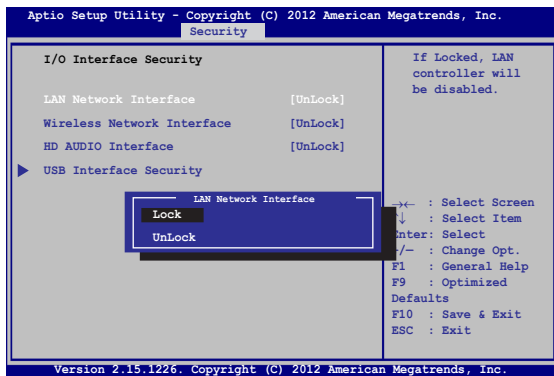 Aptio Setup Utility - Copyright (C) 2012 American Megatrends, Inc.
Security
I/O Interface Security
LAN Network Interface [UnLock]
Wireless Network Interface [UnLock]
HD AUDIO Interface [UnLock]
USB Interface Security
LAN Network Interface
Lock
UnLock
If Locked, LAN
controller will
be disabled.
→← : Select Screen
↑↓ : Select Item
Enter: Select
+/— : Change Opt.
F1 : General Help
F9 : Optimized
Defaults
F10 : Save & Exit
ESC : Exit
Version 2.15.1226. Copyright (C) 2012 American Megatrends, Inc.